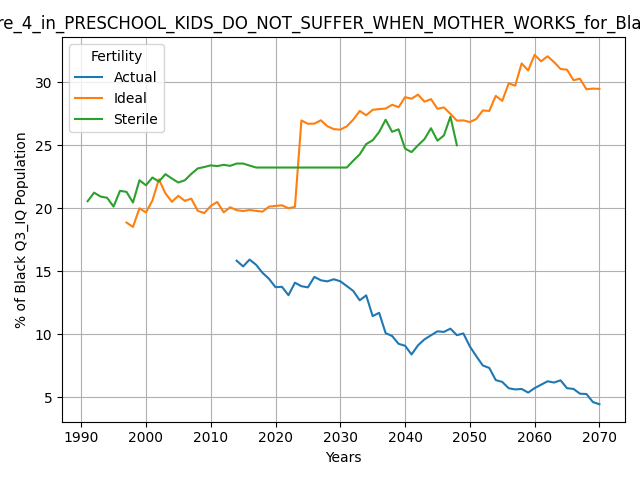 re_4_in_PRESCHOOL_KIDS_DO_NOT_SUFFER_WHEN_MOTHER_WORKS_for_Bla
Fertility
Actual
Ideal
Sterile
% of Black Q3_IQ Population
30
25
20
15
10
5
1990 2000 2010 2020 2030 2040 2050 2060 2070
Years